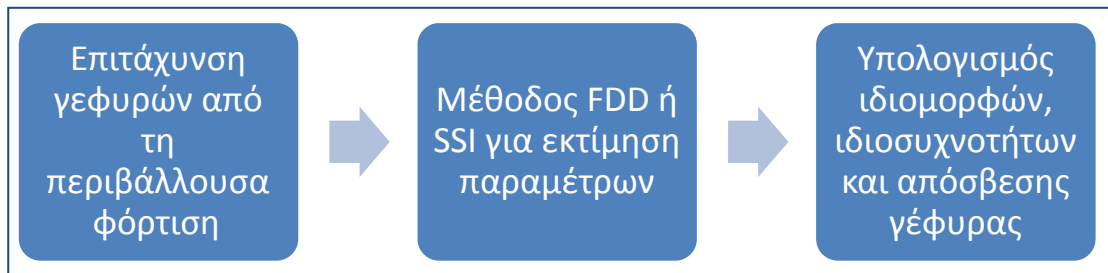 Επιτάχυνση
γεφυρών από
τη
περιβάλλουσα
φόρτιση
Μέθοδος FDD ή
SSI για εκτίμηση
παραμέτρων
Υπολογισμός
ιδιομορφών,
ιδιοσυχνοτήτων
και απόσβεσης
γέφυρας